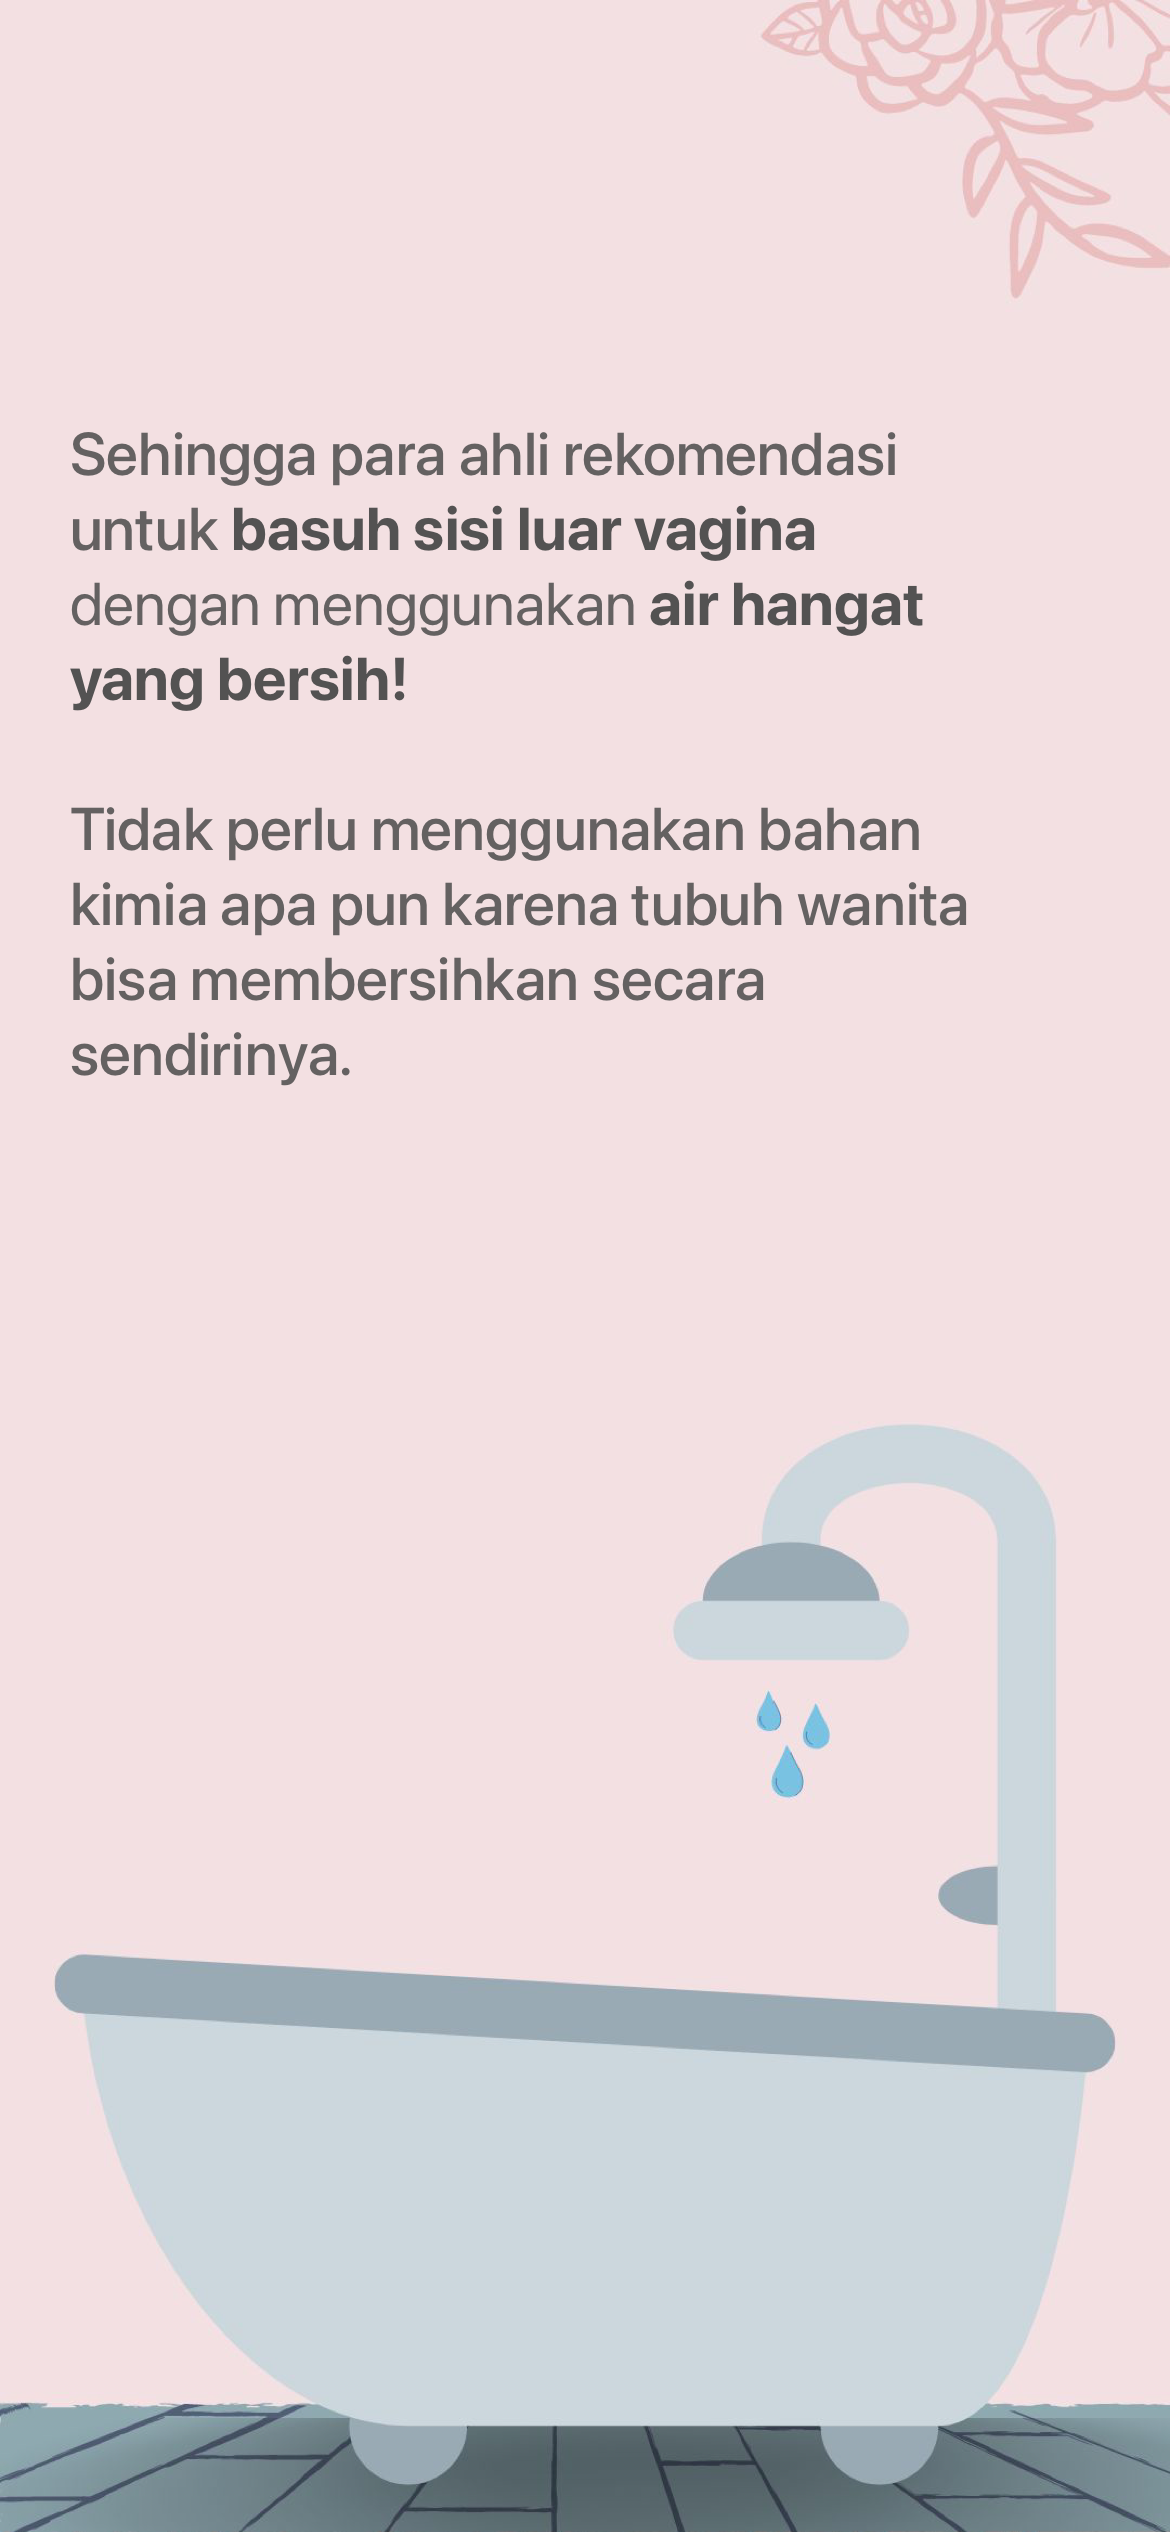 Sehingga para ahli rekomendasi
untuk basuh sisi luar vagina
dengan menggunakan air hangat
yang bersih!
Tidak perlu menggunakan bahan
kimia apa pun karena tubuh wanita
bisa membersihkan secara
sendirinya.